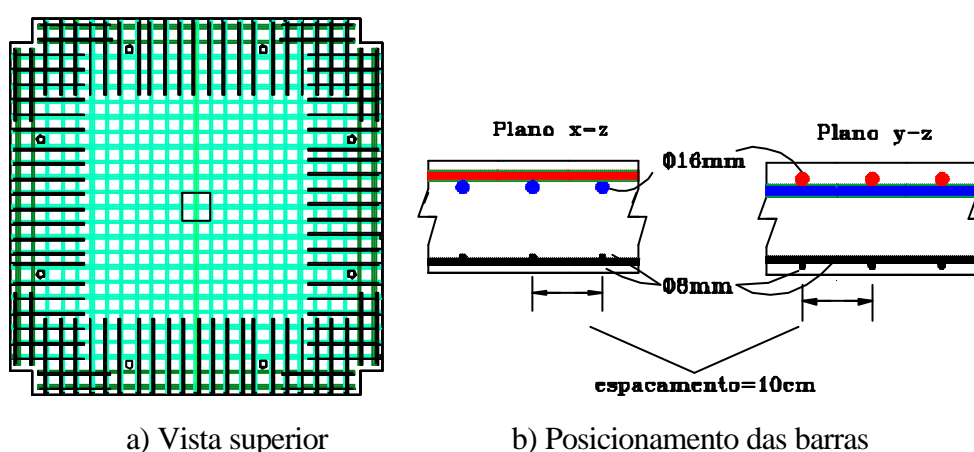 Plano x-z
Plano y-z
Φ16mm
Φ8mm
espacamento=10cm
a) Vista superior
b) Posicionamento das barras